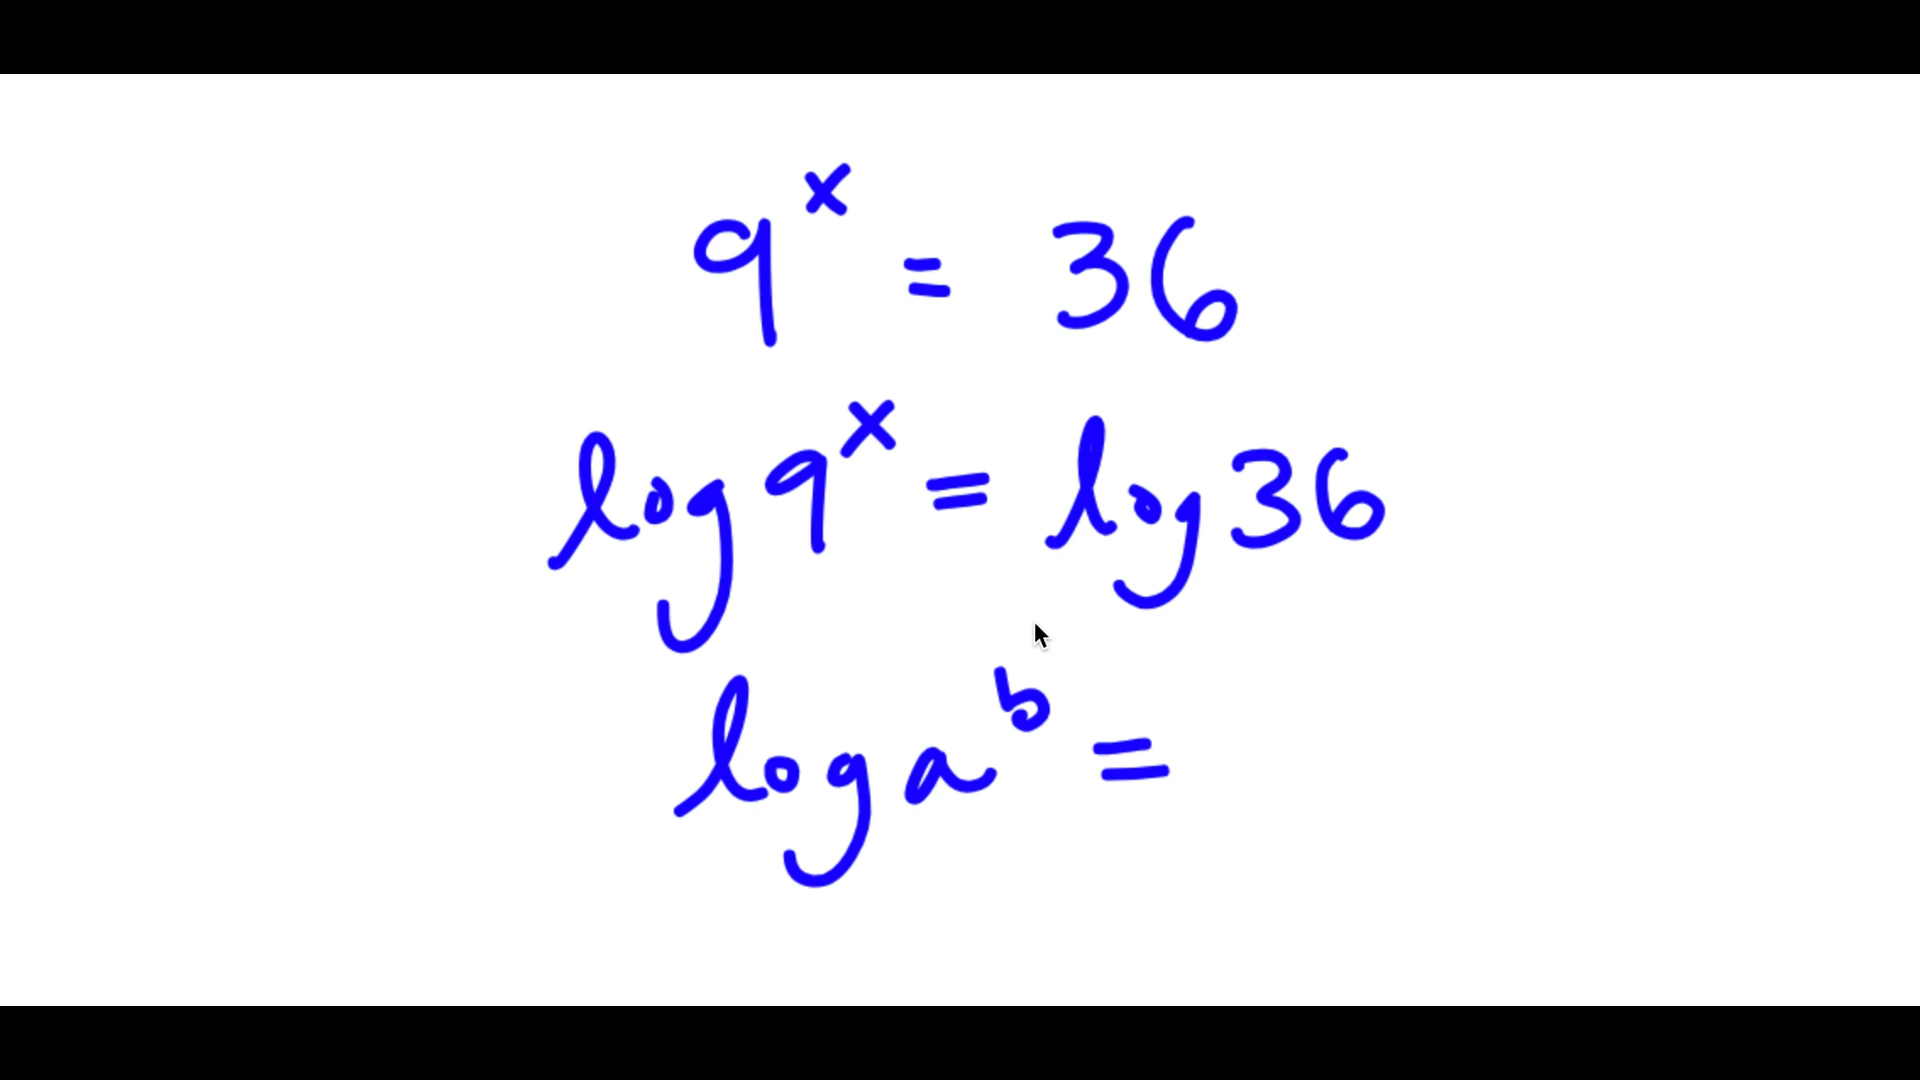 9^x = 36
log 9^x = log 36
log a^b =